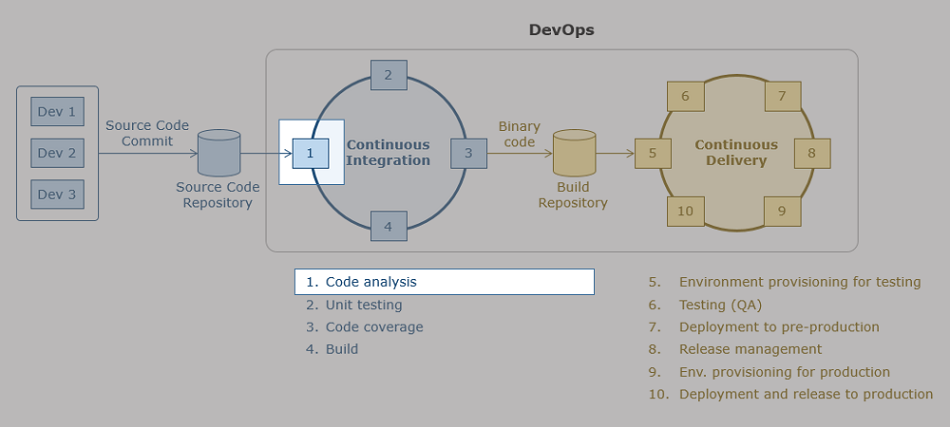 DevOps
Dev 1
Dev 2
Dev 3
Source Code
Commit
Source Code
Repository
1
2
3
4
Continuous
Integration
Binary
code
Build
Repository
5
6
7
8
9
10
Continuous
Delivery
1. Code analysis
2. Unit testing
3. Code coverage
4. Build
5. Environment provisioning for testing
6. Testing (QA)
7. Deployment to pre-production
8. Release management
9. Env. provisioning for production
10. Deployment and release to production